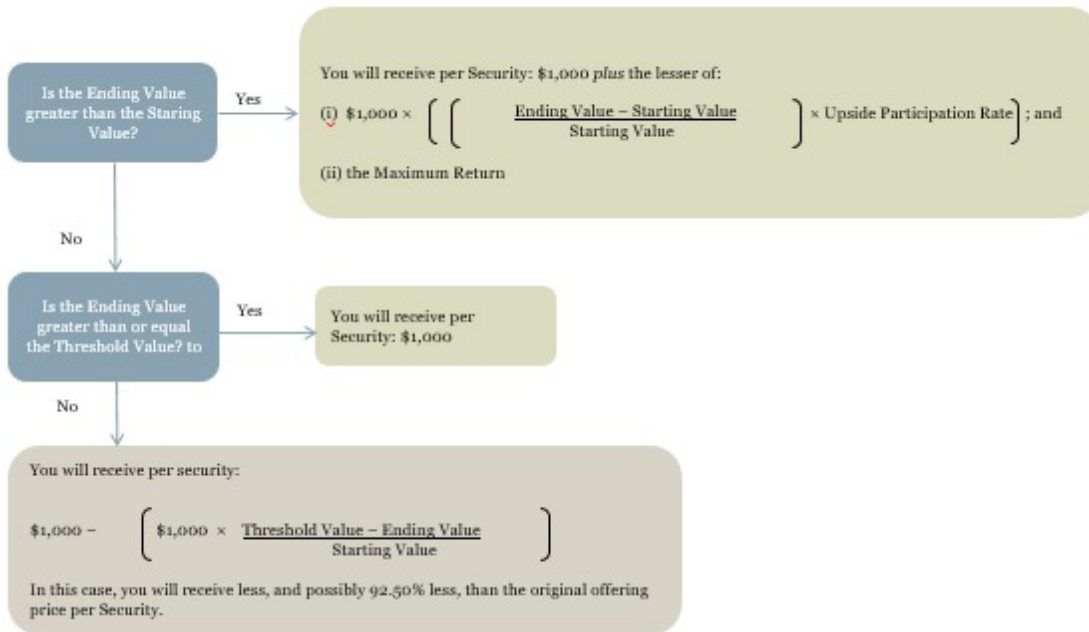 Is the Ending Value
greater than the Staring
Value?
Yes
You will receive per Security: $1,000 plus the lesser of:
(i) $1,000 × ( ( Ending Value – Starting Value ) × Upside Participation Rate ) ; and
Starting Value
(ii) the Maximum Return
No
Is the Ending Value
greater than or equal
the Threshold Value? to
Yes
You will receive per
Security: $1,000
No
You will receive per security:
$1,000 – ( $1,000 × Threshold Value – Ending Value )
Starting Value
In this case, you will receive less, and possibly 92.50% less, than the original offering
price per Security.